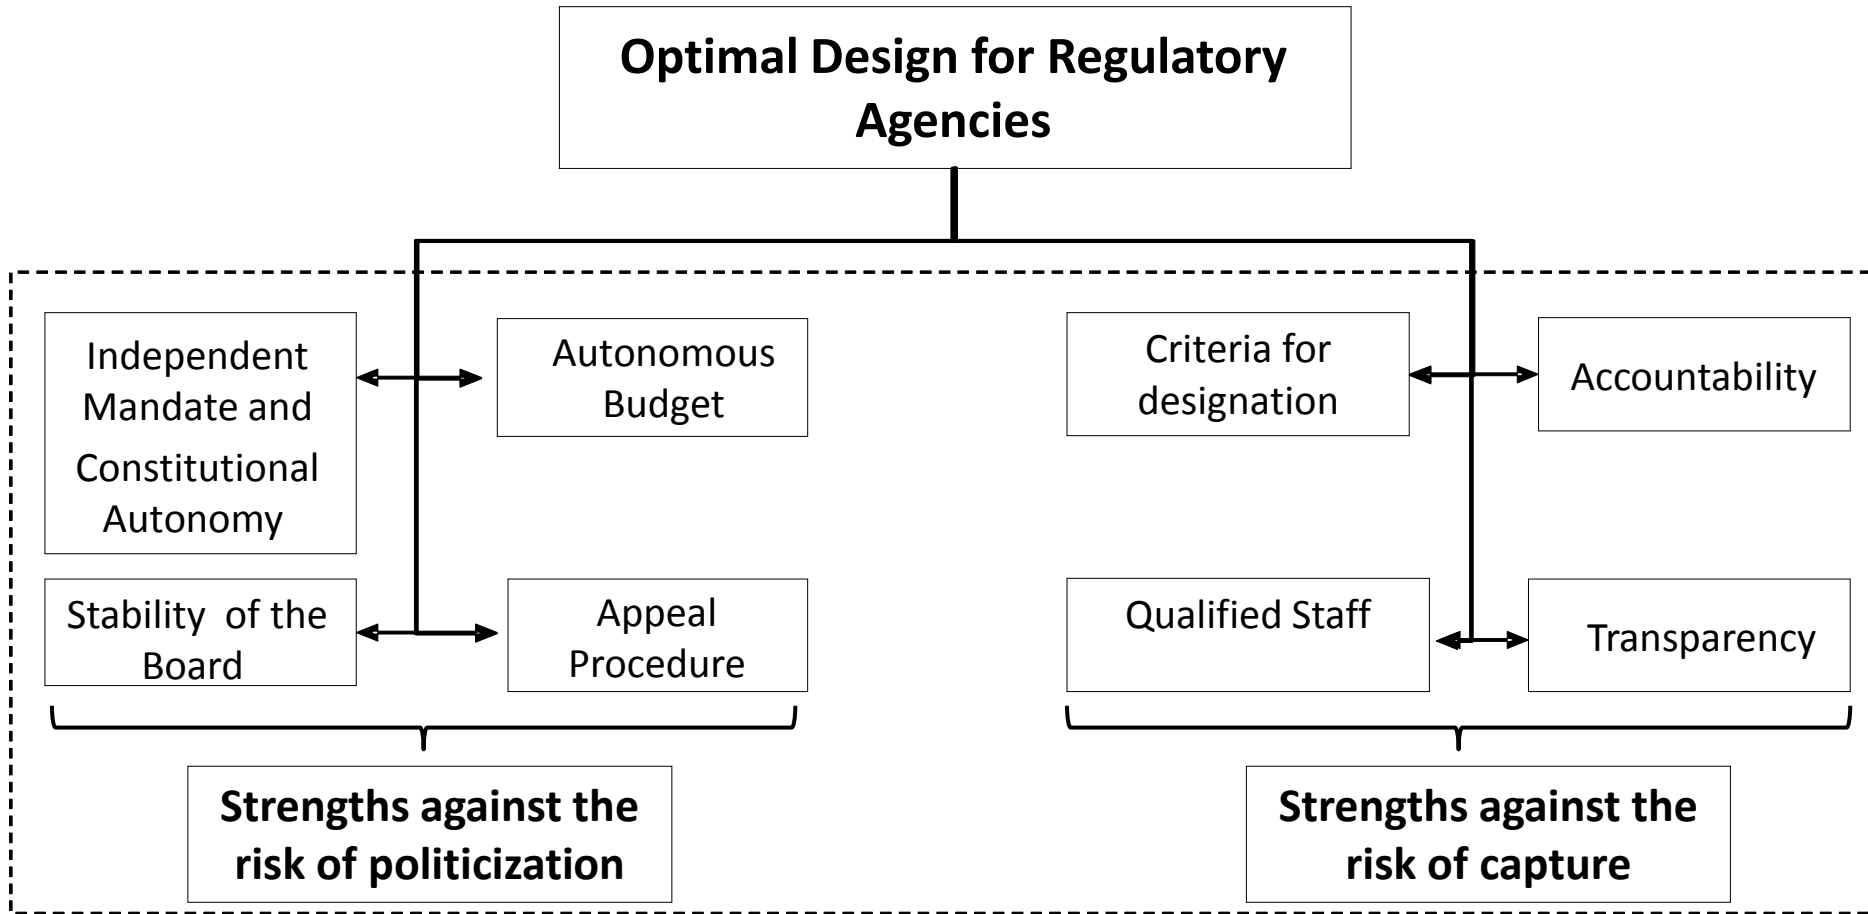 Optimal Design for Regulatory
Agencies
Independent
Mandate and
Constitutional
Autonomy
Autonomous
Budget
Criteria for
designation
Accountability
Stability of the
Board
Appeal
Procedure
Qualified Staff
Transparency
Strengths against the
risk of politicization
Strengths against the
risk of capture